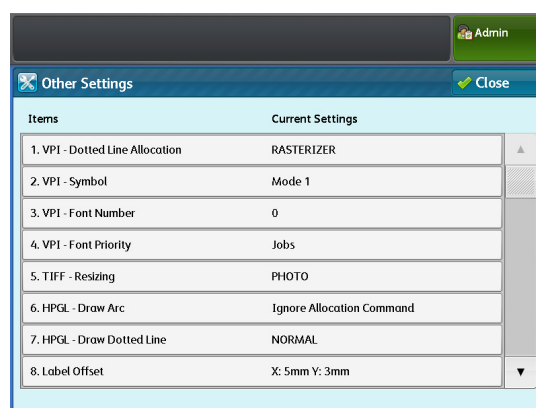 Admin
Other Settings
Close
Items Current Settings
1. VPI - Dotted Line Allocation RASTERIZER
2. VPI - Symbol Mode 1
3. VPI - Font Number 0
4. VPI - Font Priority Jobs
5. TIFF - Resizing PHOTO
6. HPGL - Draw Arc Ignore Allocation Command
7. HPGL - Draw Dotted Line NORMAL
8. Label Offset X: 5mm Y: 3mm